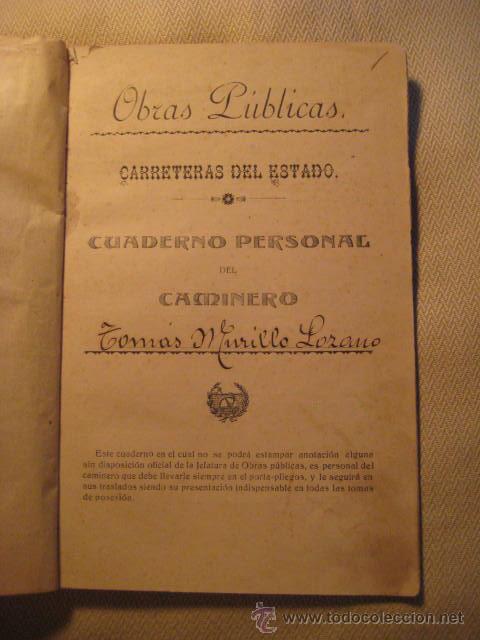 Obras Públicas.
CARRETERAS DEL ESTADO.
CUADERNO PERSONAL
DEL
CAMINERO
Tomás Murillo Lozano
Este cuaderno en el cual no se podrá estampar anotación alguna
sin disposición oficial de la Jefatura de Obras públicas, es personal del
caminero que debe llevarle siempre en el porta-pliegos, y le seguirá en
sus traslados siendo su presentación indispensable en todas las tomas
de posesión.
todocoleccion
www.todocoleccion.net